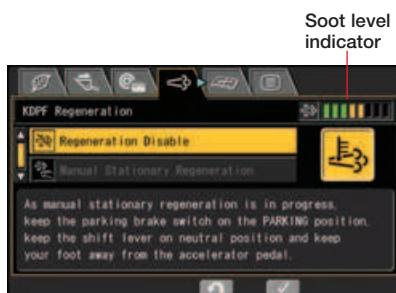 Soot level
indicator
KDPF Regeneration
Regeneration Disable
Manual Stationary Regeneration
As manual stationary regeneration is in progress,
keep the parking brake switch on the PARKING position,
keep the shift lever on neutral position and keep
your foot away from the accelerator pedal.